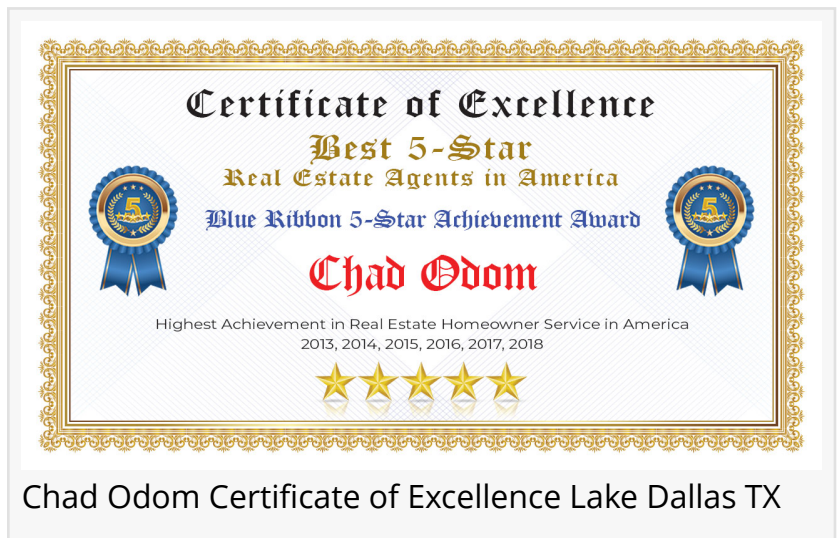 Certificate of Excellence
Best 5-Star
Real Estate Agents in America
Blue Ribbon 5-Star Achievement Award
5
5
Chad Odom
Highest Achievement in Real Estate Homeowner Service in America
2013, 2014, 2015, 2016, 2017, 2018
Chad Odom Certificate of Excellence Lake Dallas TX